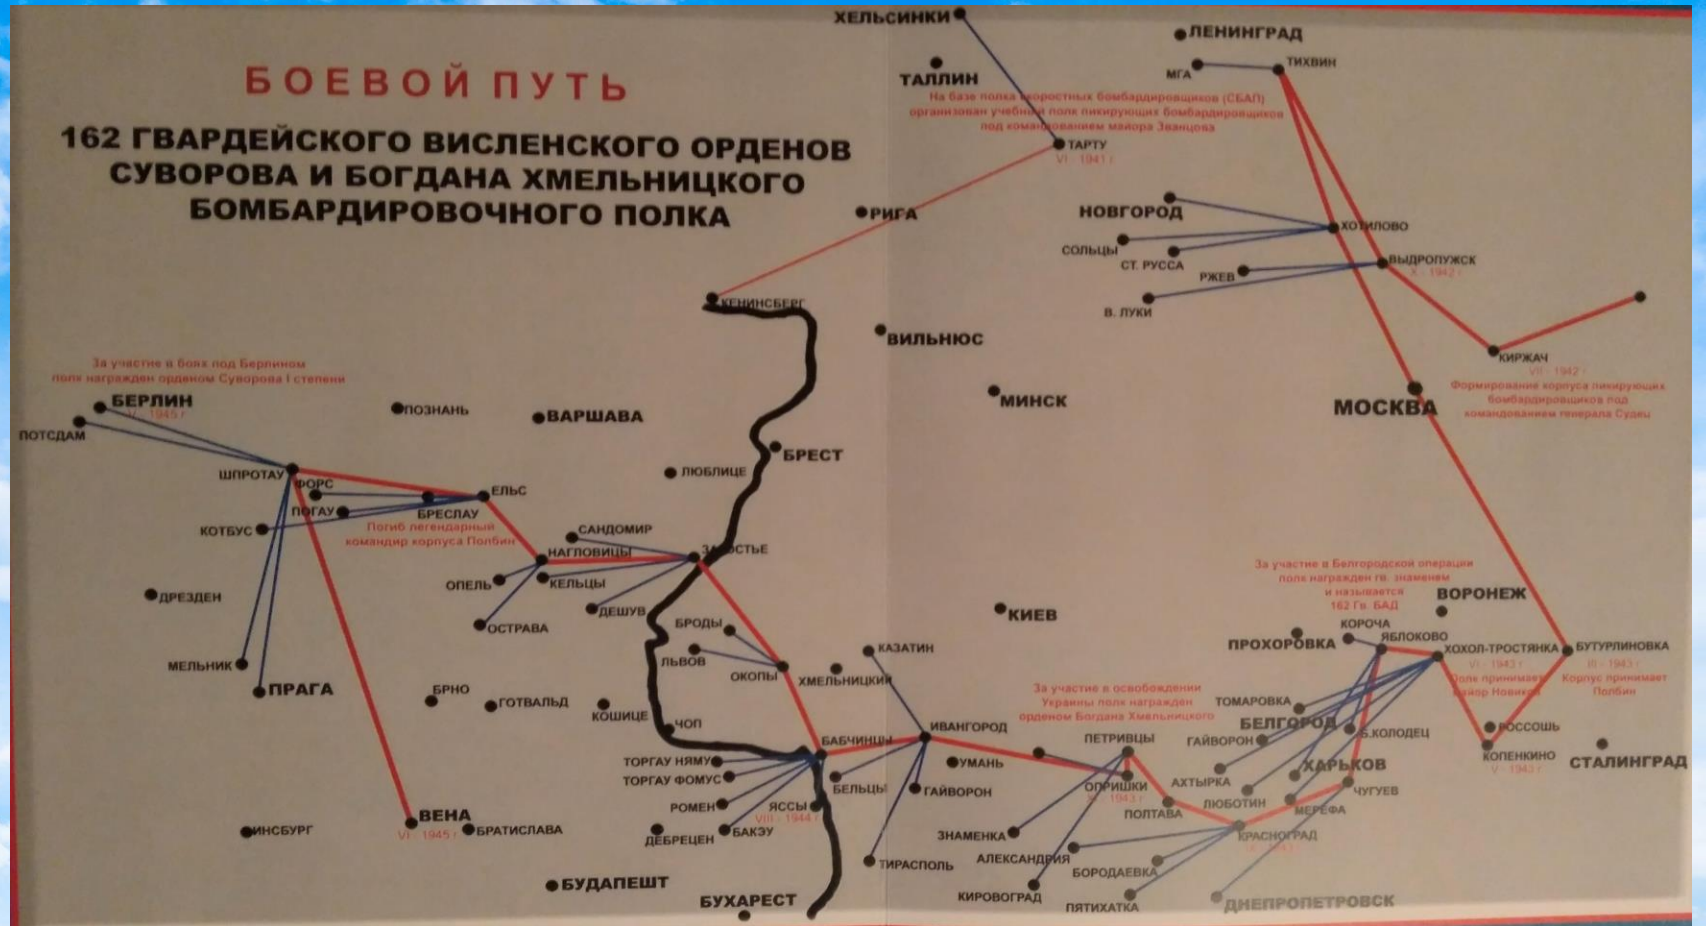 ХЕЛЬСИНКИ
ЛЕНИНГРАД
МГА
ТИХВИН
ТАЛЛИН
БОЕВОЙ ПУТЬ
162 ГВАРДЕЙСКОГО ВИСЛЕНСКОГО ОРДЕНОВ
СУВОРОВА И БОГДАНА ХМЕЛЬНИЦКОГО
БОМБАРДИРОВОЧНОГО ПОЛКА
На базе полка скоростных бомбардировщиков (СБАП)
организован учебный полк пикирующих бомбардировщиков
под командованием майора Званцова
ТАРТУ
VI - 1941 г
РИГА
НОВГОРОД
ХОТИЛОВО
СОЛЬЦЫ
СТ. РУССА
РЖЕВ
ВЫДРОПУЖСК
X - 1942 г
В. ЛУКИ
КЕНИНСБЕРГ
ВИЛЬНЮС
КИРЖАЧ
VII - 1942 г
Формирование корпуса пикирующих
бомбардировщиков под
командованием генерала Судец
МИНСК
МОСКВА
За участие в боях под Берлином
полк награжден орденом Суворова I степени
БЕРЛИН
V - 1945 г
ПОТСДАМ
ПОЗНАНЬ
ВАРШАВА
БРЕСТ
ЛЮБЛИЦЕ
ШПРОТАУ
ФОРС
ЕЛЬС
ПОГАУ
БРЕСЛАУ
КОТБУС
Погиб легендарный
командир корпуса Полбин
САНДОМИР
НАГЛОВИЦЫ
ОПЕЛЬ
КЕЛЬЦЫ
ДЕШУВ
ОСТРАВА
ДРЕЗДЕН
БРОДЫ
ЛЬВОВ
ОКОПЫ
ХМЕЛЬНИЦКИЙ
КАЗАТИН
КИЕВ
МЕЛЬНИК
ПРАГА
БРНО
ГОТВАЛЬД
КОШИЦЕ
ЧОП
За участие в Белгородской операции
полк награжден гв. знаменем
и называется
162 Гв. БАД
ВОРОНЕЖ
КОРОЧА
ПРОХОРОВКА
ЯБЛОКОВО
ХОХОЛ-ТРОСТЯНКА
VI - 1943 г
Полк принимает
майор Новиков
БУТУРЛИНОВКА
III - 1943 г
Корпус принимает
Полбин
За участие в освобождении
Украины полк награжден
орденом Богдана Хмельницкого
ТОМАРОВКА
БЕЛГОРОД
ГАЙВОРОН
Б.КОЛОДЕЦ
РОССОШЬ
КОПЕНКИНО
V - 1943 г
СТАЛИНГРАД
БАБЧИНЦЫ
ИВАНГОРОД
ПЕТРИВЦЫ
УМАНЬ
ОПРИШКИ
АХТЫРКА
ХАРЬКОВ
ЛЮБОТИН
ЧУГУЕВ
МЕРЕФА
ПОЛТАВА
КРАСНОГРАД
ТОРГАУ НЯМУ
ТОРГАУ ФОМУС
РОМЕН
ЯССЫ
VIII - 1944 г
БЕЛЬЦЫ
ГАЙВОРОН
ВЕНА
VI - 1945 г
ИНСБУРГ
БРАТИСЛАВА
ДЕБРЕЦЕН
БАКЭУ
ЗНАМЕНКА
АЛЕКСАНДРИЯ
БОРОДАЕВКА
ТИРАСПОЛЬ
КИРОВОГРАД
ПЯТИХАТКА
ДНЕПРОПЕТРОВСК
БУДАПЕШТ
БУХАРЕСТ